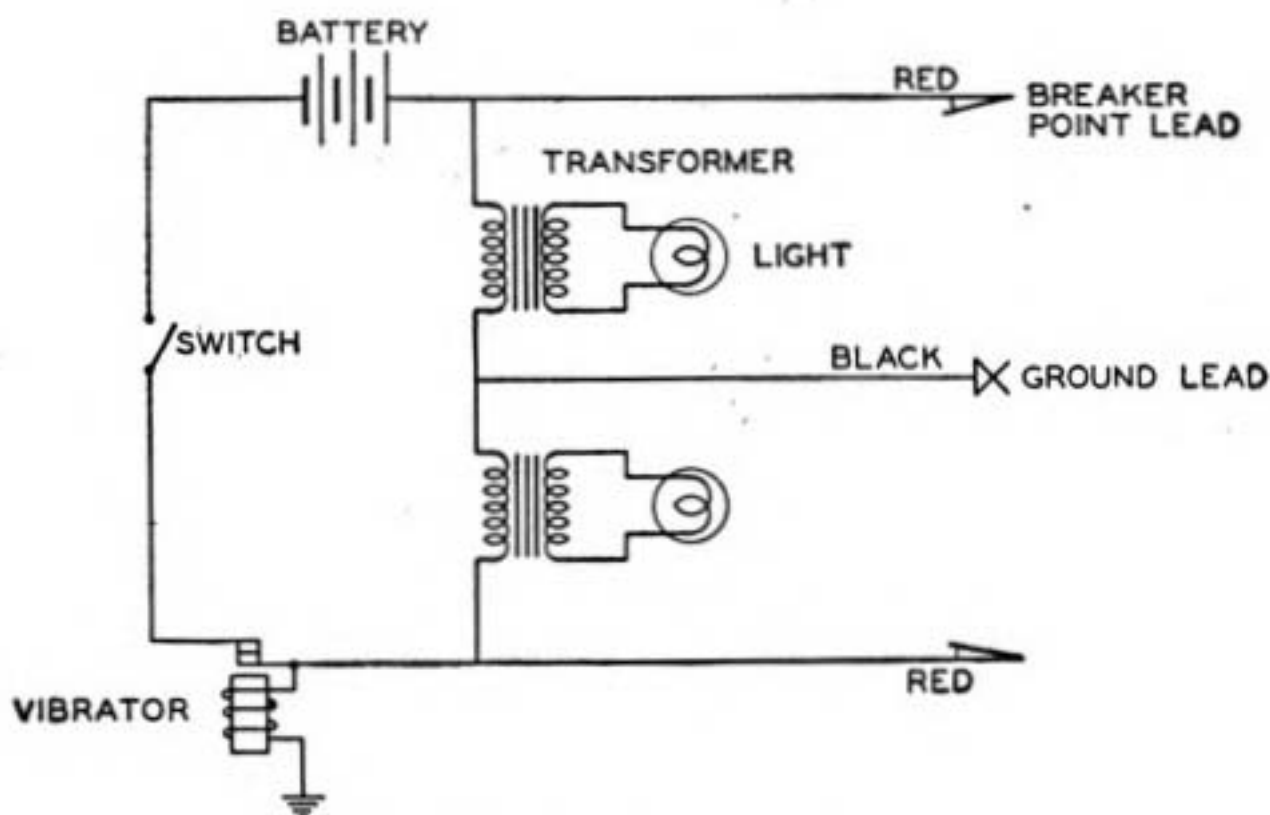 BATTERY
RED
BREAKER
POINT LEAD
TRANSFORMER
LIGHT
SWITCH
BLACK
GROUND LEAD
RED
VIBRATOR